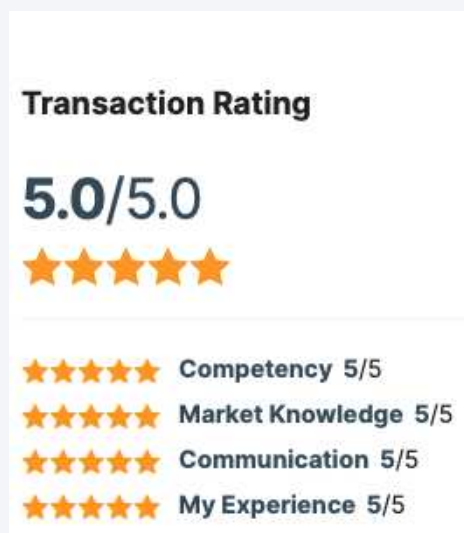 Transaction Rating
5.0/5.0
Competency 5/5
Market Knowledge 5/5
Communication 5/5
My Experience 5/5